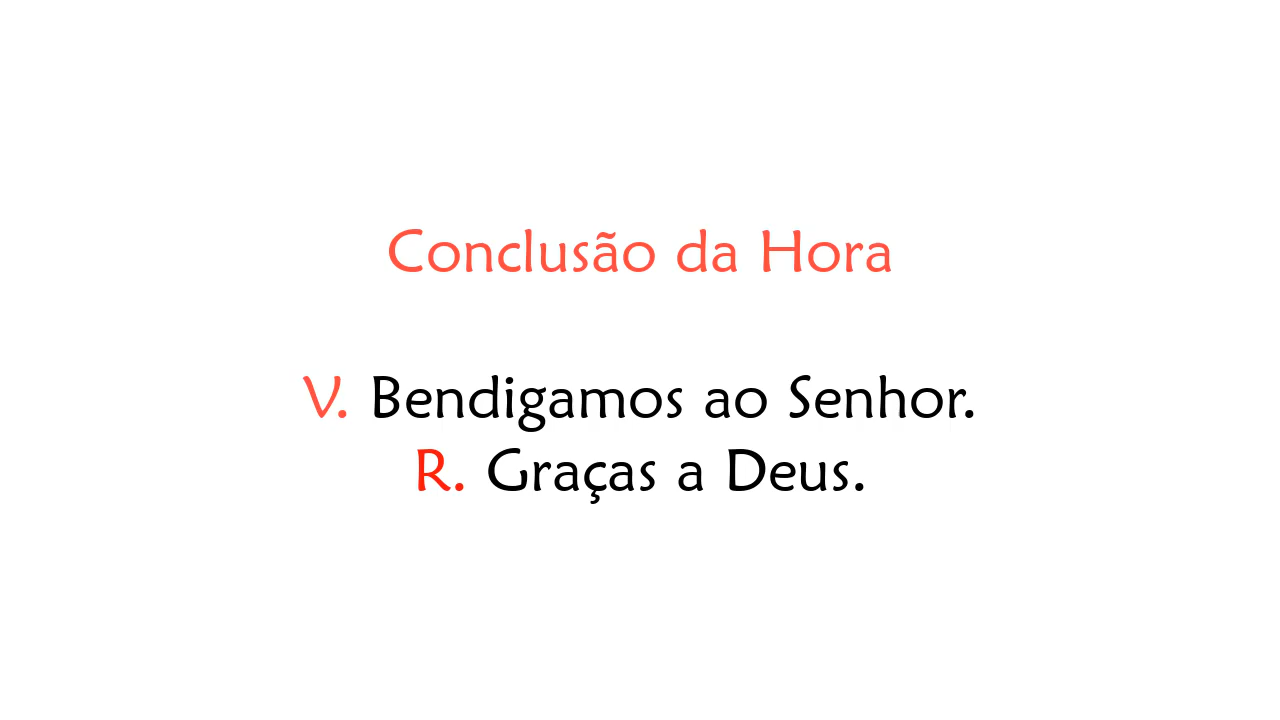 Conclusão da Hora
V. Bendigamos ao Senhor.
R. Graças a Deus.